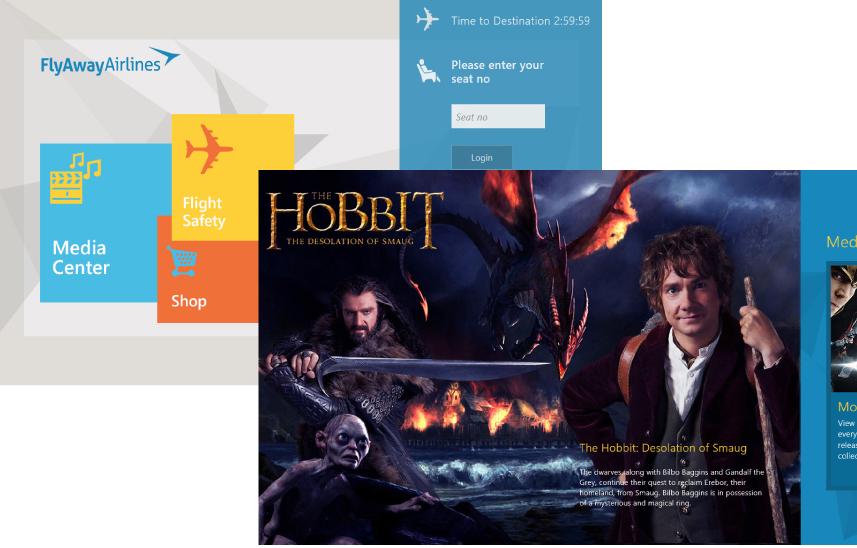 Time to Destination 2:59:59
FlyAwayAirlines
Please enter your
seat no
Seat no
Login
Flight
Safety
Media
Center
Shop
THE
HOBBIT
THE DESOLATION OF SMAUG
The Hobbit: Desolation of Smaug
The dwarves, along with Bilbo Baggins and Gandalf the
Grey, continue their quest to reclaim Erebor, their
homeland, from Smaug. Bilbo Baggins is in possession
of a mysterious and magical ring.
Med
Mo
View
every
releas
collec